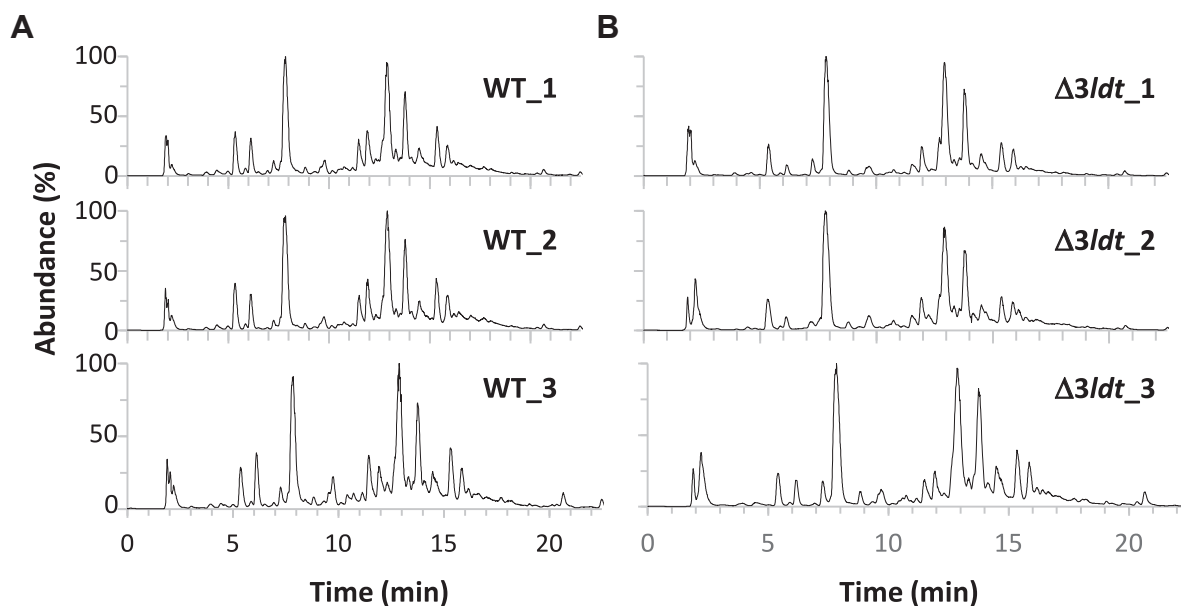 A
B
100
50
0
WT_1
Δ3ldt_1
100
50
0
WT_2
Δ3ldt_2
100
50
0
WT_3
Δ3ldt_3
Abundance (%)
0 5 10 15 20
0 5 10 15 20
Time (min)
Time (min)